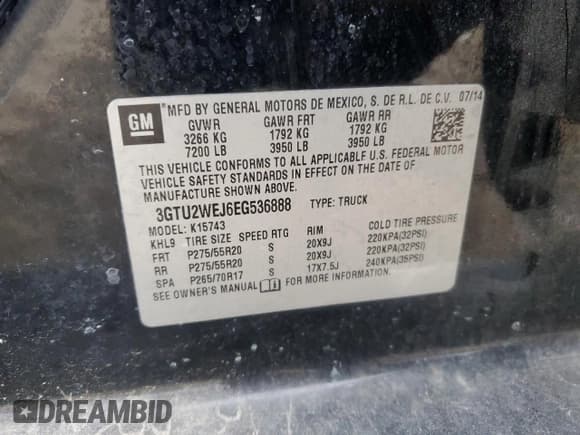 GM
MFD BY GENERAL MOTORS DE MEXICO, S. DE R.L. DE C.V. 07/14
GVWR GAWR FRT GAWR RR
3266 KG 1792 KG 1792 KG
7200 LB 3950 LB 3950 LB
THIS VEHICLE CONFORMS TO ALL APPLICABLE U.S. FEDERAL MOTOR
VEHICLE SAFETY STANDARDS IN EFFECT ON THE DATE OF
MANUFACTURE SHOWN ABOVE.
3GTU2WEJ6EG536888 TYPE: TRUCK
MODEL: K15743
KHL9 TIRE SIZE SPEED RTG RIM COLD TIRE PRESSURE
FRT P275/55R20 S 20X9J 220KPA(32PSI)
RR P275/55R20 S 20X9J 220KPA(32PSI)
SPA P265/70R17 S 17X7.5J 240KPA(35PSI)
SEE OWNER'S MANUAL FOR MORE INFORMATION.
DREAMBID